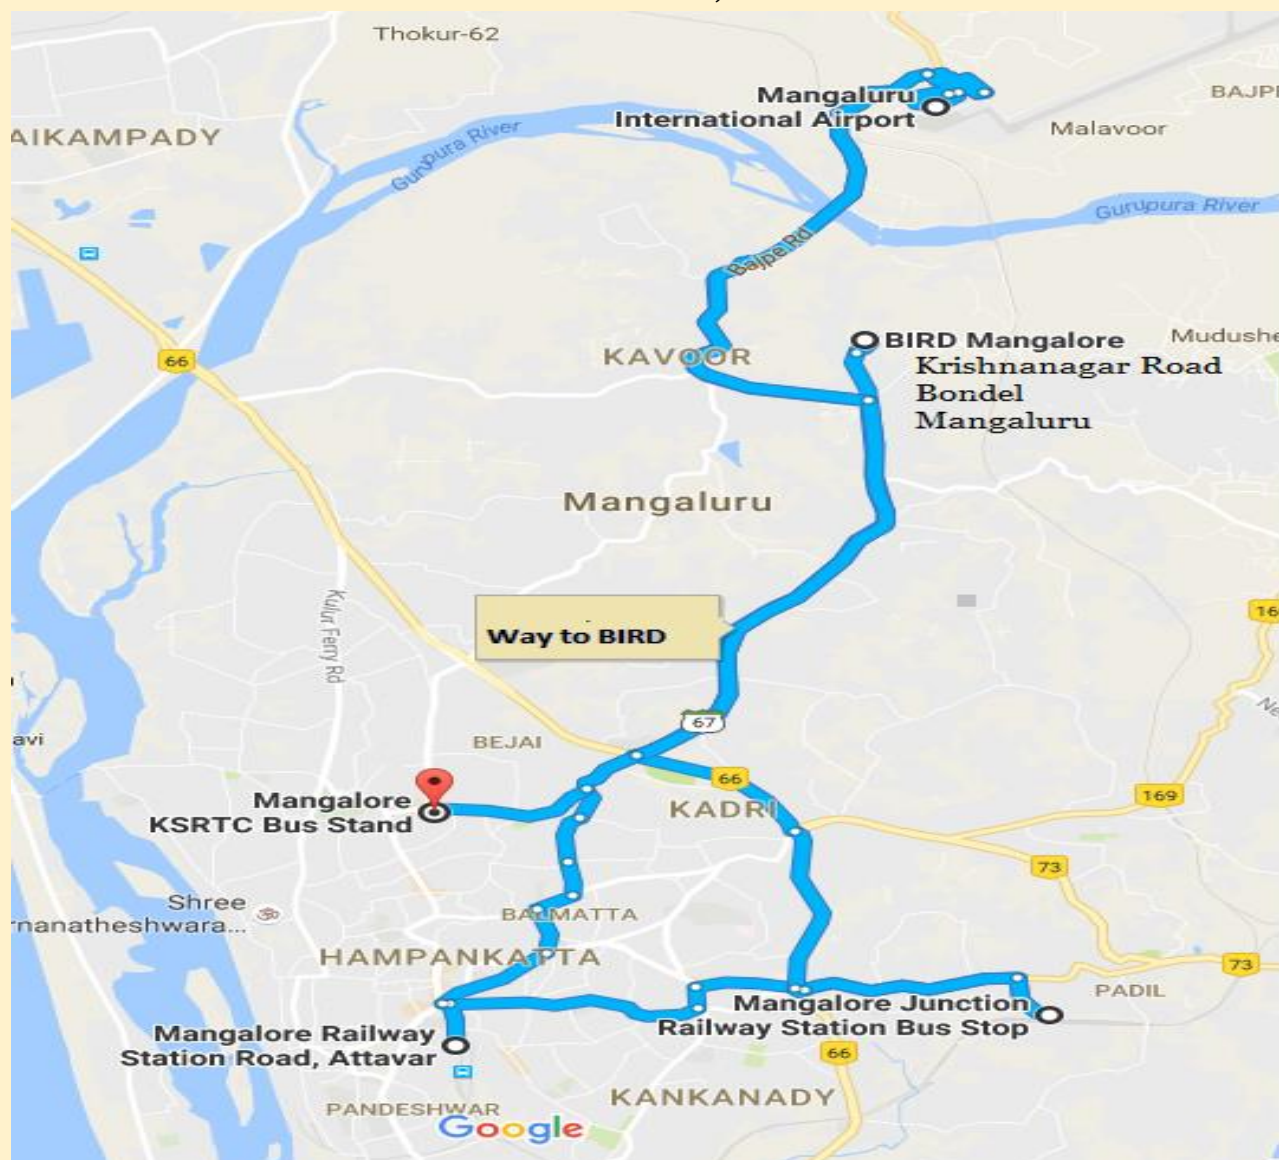 Thokur-62
Mangaluru
International Airport
BAJPE
Malavoor
AIKAMPADY
Gurupura River
Gurupura River
Bajpe Rd
66
KAVOOR
BIRD Mangalore
Krishnanagar Road
Bondel
Mangaluru
Mudushe
Mangaluru
Kulur Ferry Rd
Way to BIRD
16
67
avi
BEJAI
66
KADRI
169
Mangalore
KSRTC Bus Stand
73
Shree
rnanatheshwara...
BALMATTA
HAMPANKATTA
73
PADIL
Mangalore Junction
Railway Station Bus Stop
Mangalore Railway
Station Road, Attavar
66
KANKANADY
PANDESHWAR
Google